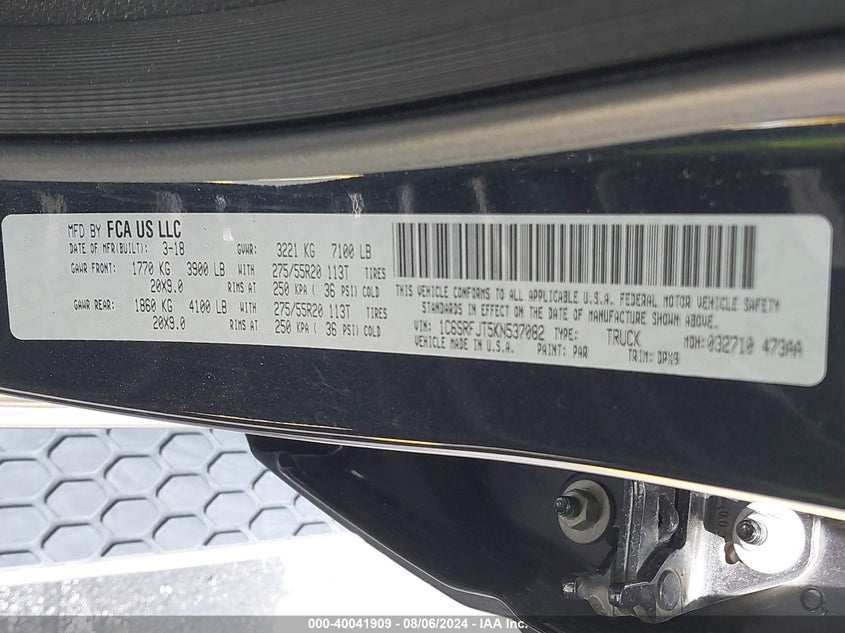 MFD BY FCA US LLC
DATE OF MFR(BUILT): 3-18 GVWR: 3221 KG 7100 LB
GAWR FRONT: 1770 KG 3900 LB WITH 275/55R20 113T TIRES
20X9.0 RIMS AT 250 KPA ( 36 PSI) COLD
GAWR REAR: 1860 KG 4100 LB WITH 275/55R20 113T TIRES
20X9.0 RIMS AT 250 KPA ( 36 PSI) COLD
THIS VEHICLE CONFORMS TO ALL APPLICABLE U.S.A. FEDERAL MOTOR VEHICLE SAFETY
STANDARDS IN EFFECT ON THE DATE OF MANUFACTURE SHOWN ABOVE.
VIN: 1C6SRFJT5KN537082 TYPE: TRUCK MDH: 032710 473AA
VEHICLE MADE IN U.S.A. PAINT: PAR TRIM: DPX9
000-40041909 - 08/06/2024 - IAA Inc.